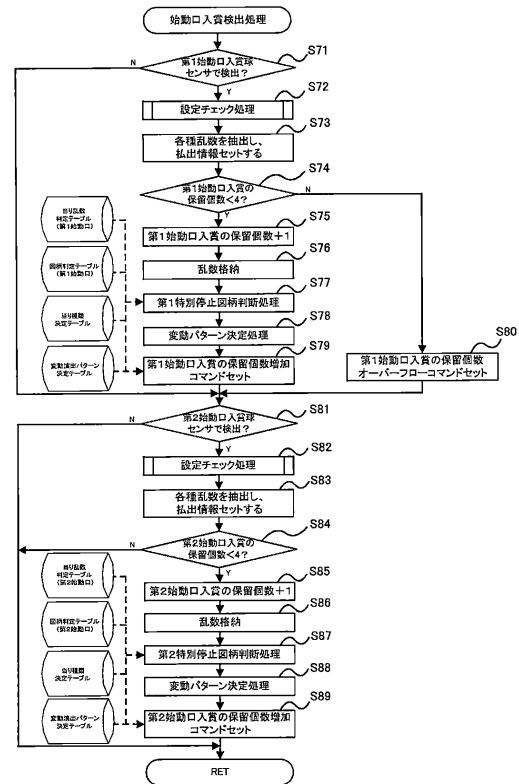 始動口入賞検出処理
S71
第1始動口入賞球
センサで検出？
N
Y
S72
設定チェック処理
S73
各種乱数を抽出し、
払出情報セットする
S74
第1始動口入賞の
保留個数<4？
N
Y
S75
第1始動口入賞の保留個数+1
S76
乱数格納
S77
第1特別停止図柄判断処理
S78
変動パターン決定処理
S79
第1始動口入賞の保留個数増加
コマンドセット
当り乱数
判定テーブル
(第1始動口)
図柄判定テーブル
(第1始動口)
当り種類
決定テーブル
変動演出パターン
決定テーブル
S80
第1始動口入賞の保留個数
オーバーフローコマンドセット
S81
第2始動口入賞球
センサで検出？
N
Y
S82
設定チェック処理
S83
各種乱数を抽出し、
払出情報セットする
S84
第2始動口入賞の
保留個数<4？
N
Y
S85
第2始動口入賞の保留個数+1
S86
乱数格納
S87
第2特別停止図柄判断処理
S88
変動パターン決定処理
S89
第2始動口入賞の保留個数増加
コマンドセット
当り乱数
判定テーブル
(第2始動口)
図柄判定テーブル
(第2始動口)
当り種類
決定テーブル
変動演出パターン
決定テーブル
RET